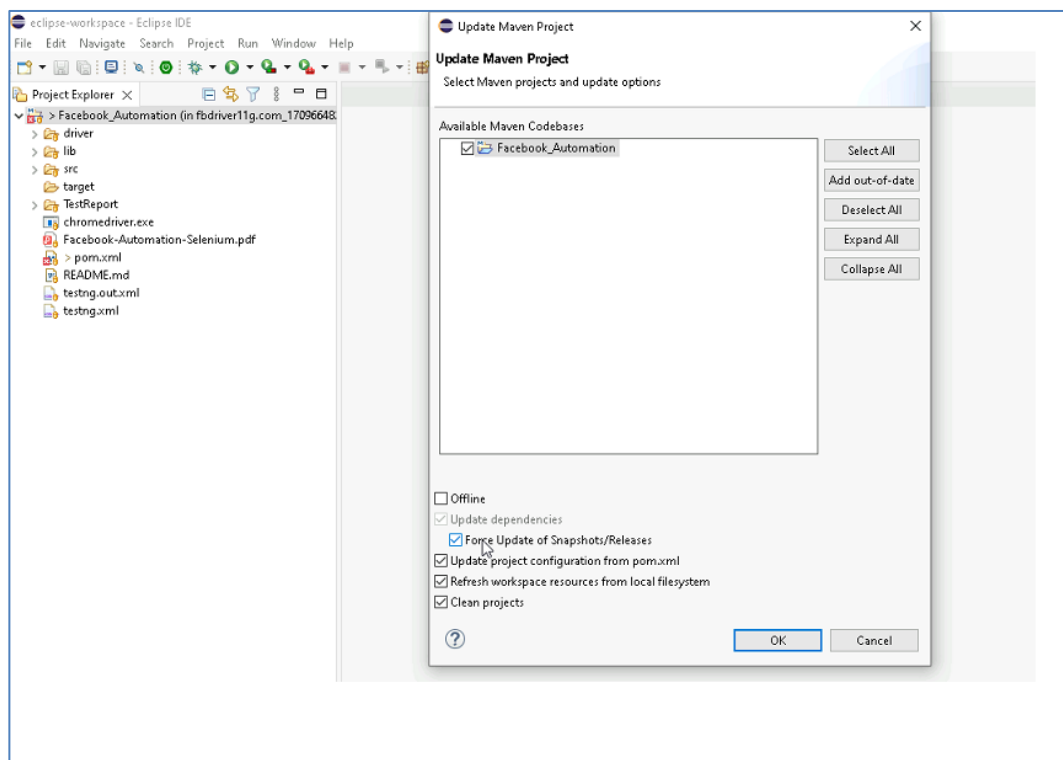 eclipse-workspace - Eclipse IDE
File Edit Navigate Search Project Run Window Help
Project Explorer
> Facebook_Automation (in fbdriver11g.com_17096648
driver
lib
src
target
TestReport
chromedriver.exe
Facebook-Automation-Selenium.pdf
> pom.xml
README.md
testng.out.xml
testng.xml
Update Maven Project
Update Maven Project
Select Maven projects and update options
Available Maven Codebases
Facebook_Automation
Select All
Add out-of-date
Deselect All
Expand All
Collapse All
Offline
Update dependencies
Force Update of Snapshots/Releases
Update project configuration from pom.xml
Refresh workspace resources from local filesystem
Clean projects
OK
Cancel